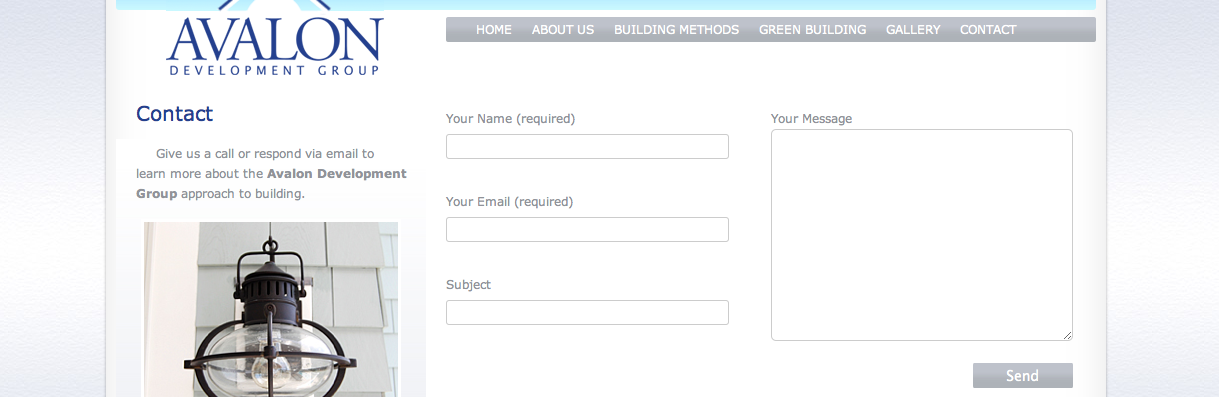 AVALON
DEVELOPMENT GROUP
HOME ABOUT US BUILDING METHODS GREEN BUILDING GALLERY CONTACT
Contact
Give us a call or respond via email to
learn more about the Avalon Development
Group approach to building.
Your Name (required)
Your Email (required)
Subject
Your Message
Send